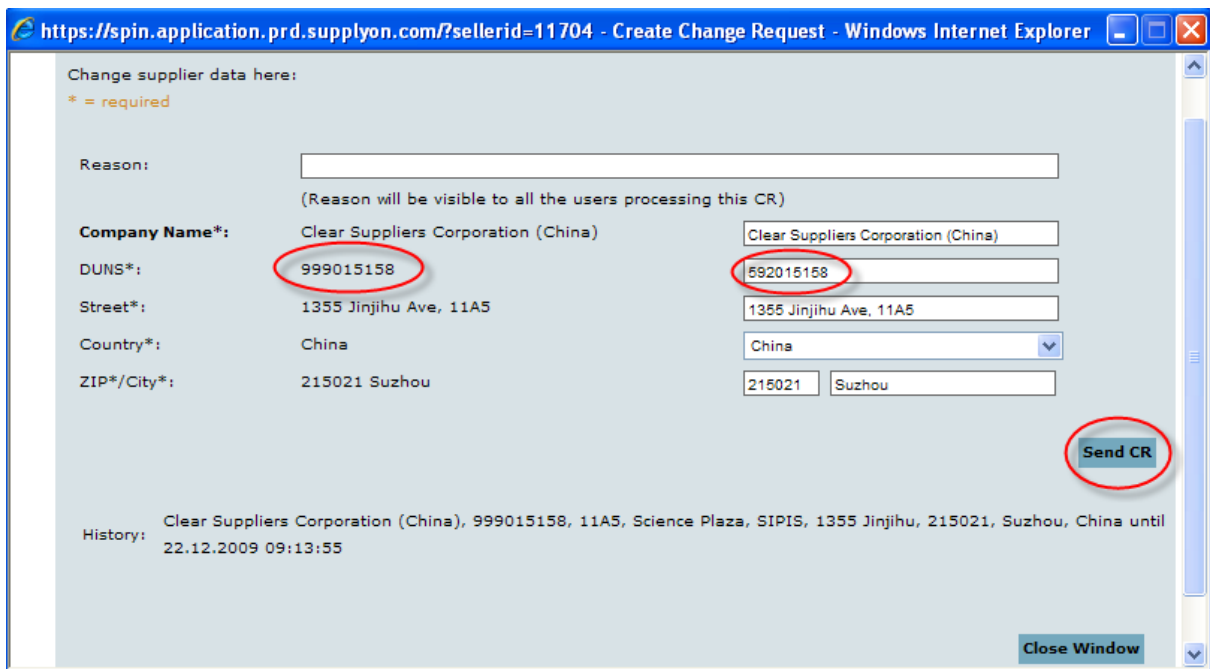 https://spin.application.prd.supplyon.com/?sellerid=11704 - Create Change Request - Windows Internet Explorer
Change supplier data here:
* = required
Reason:
(Reason will be visible to all the users processing this CR)
Company Name*: Clear Suppliers Corporation (China) Clear Suppliers Corporation (China)
DUNS*: 999015158 592015158
Street*: 1355 Jinjihu Ave, 11A5 1355 Jinjihu Ave, 11A5
Country*: China China
ZIP*/City*: 215021 Suzhou 215021 Suzhou
Send CR
History: Clear Suppliers Corporation (China), 999015158, 11A5, Science Plaza, SIPIS, 1355 Jinjihu, 215021, Suzhou, China until
22.12.2009 09:13:55
Close Window